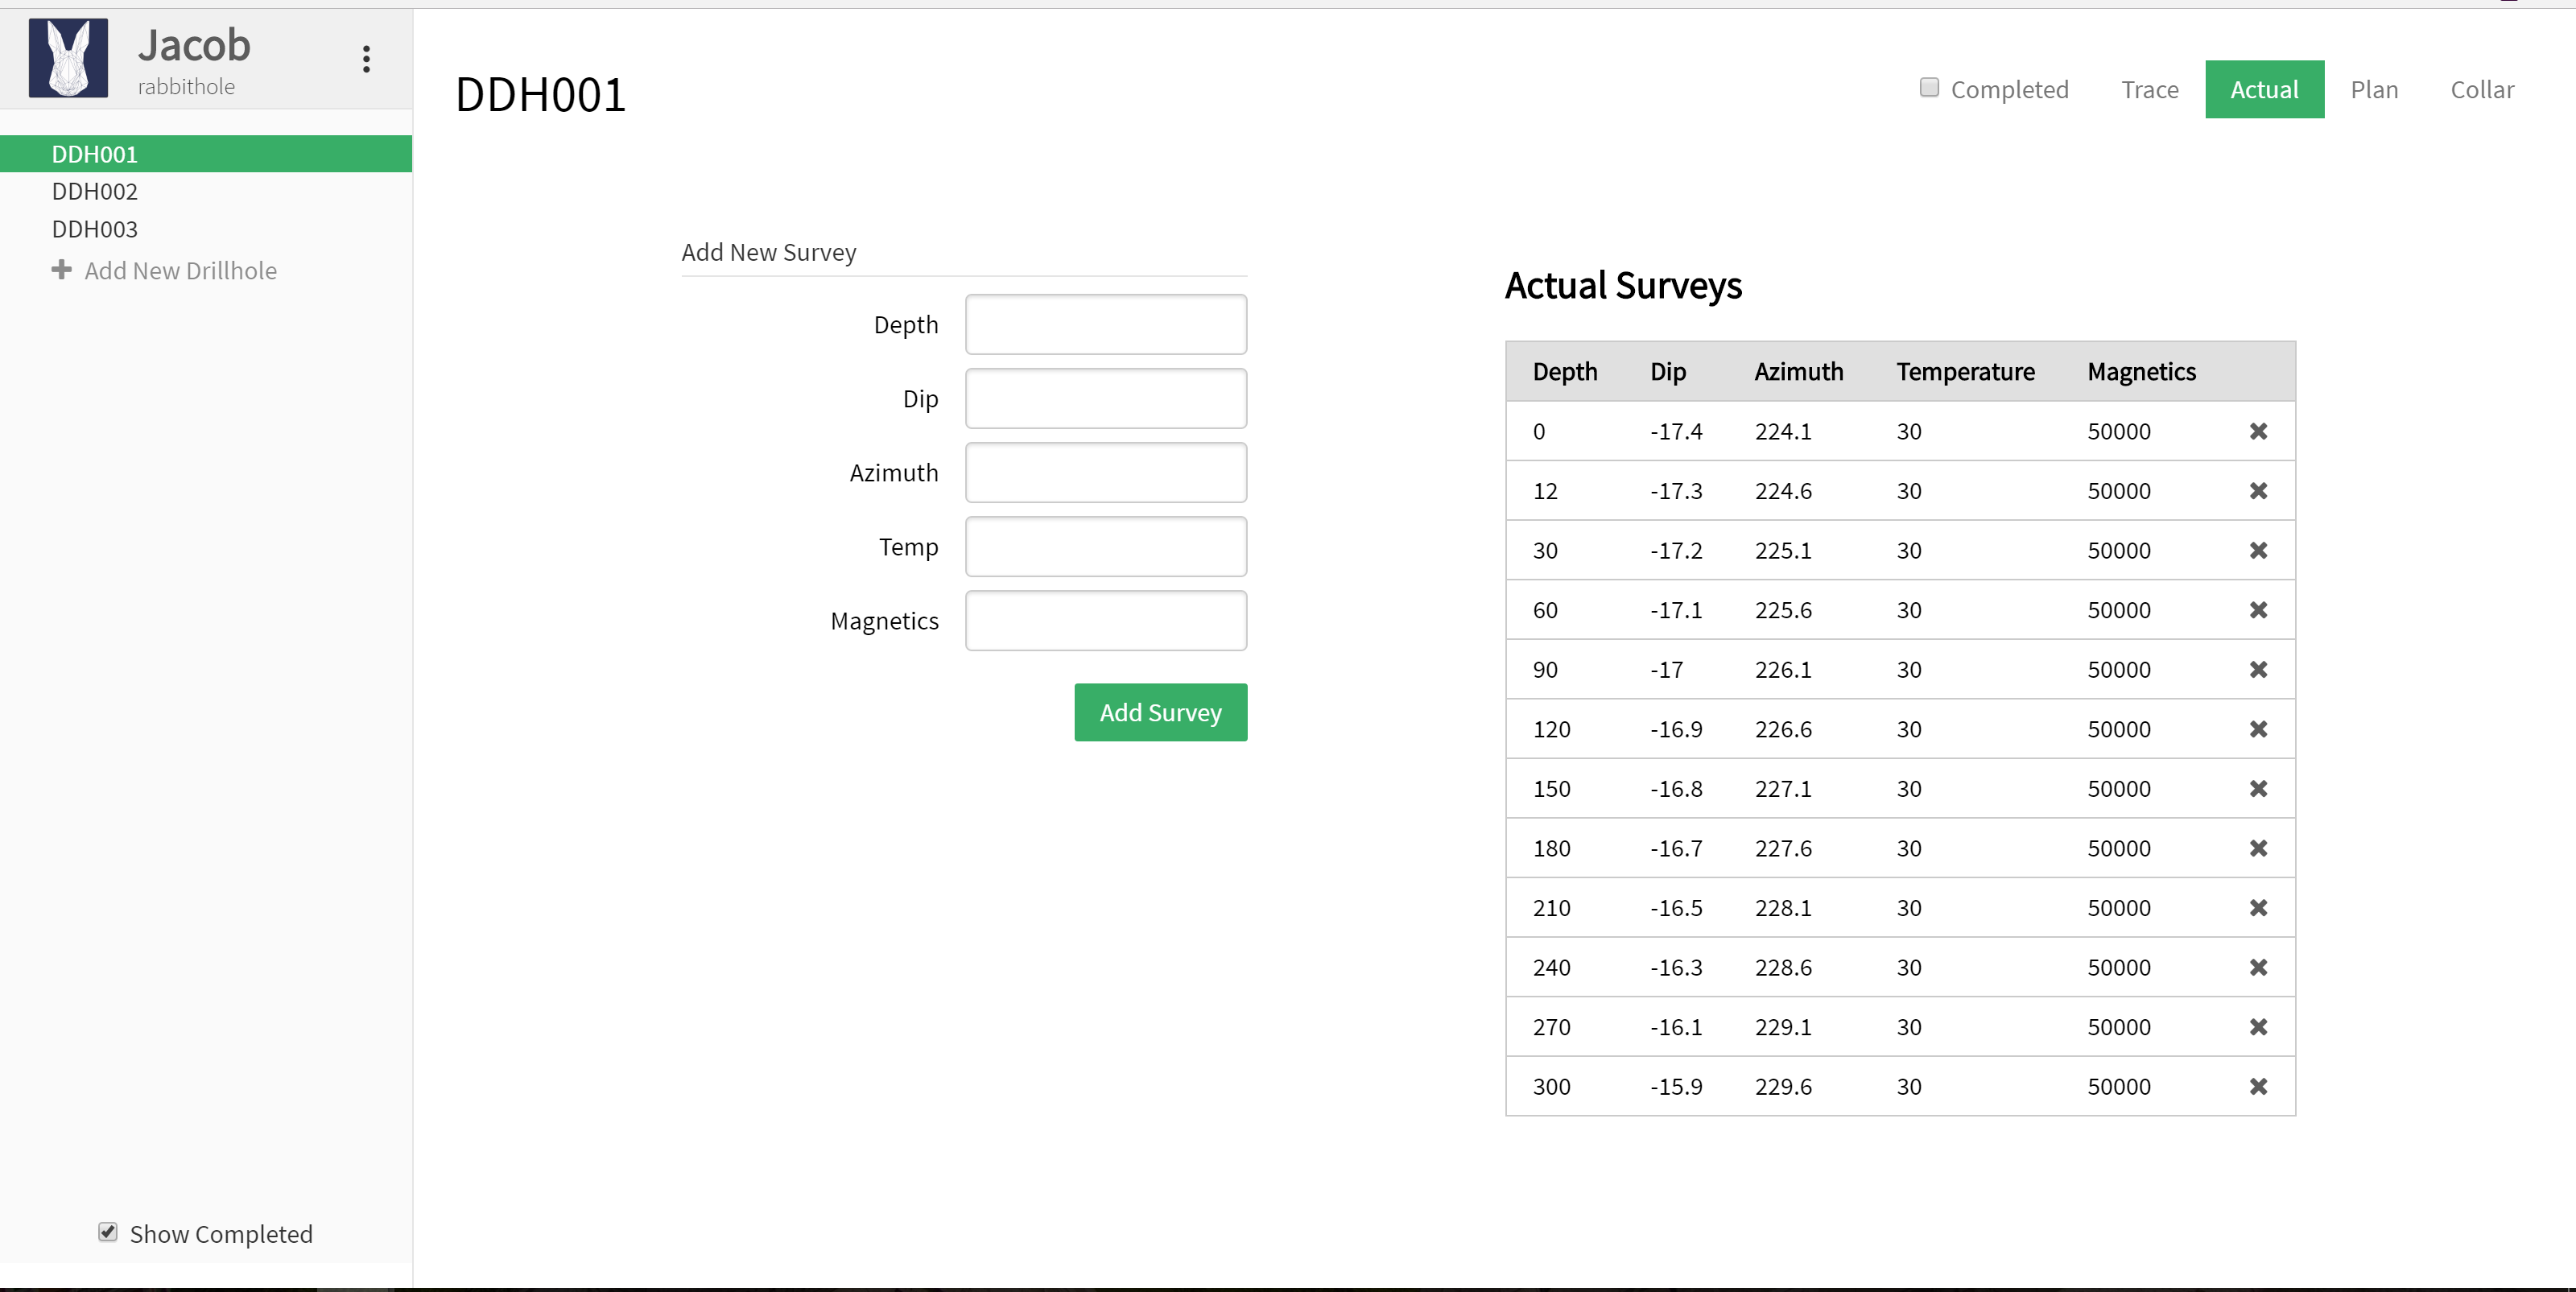 Jacob
rabbithole
DDH001
DDH002
DDH003
Add New Drillhole
Show Completed
DDH001
Completed Trace Actual Plan Collar
Add New Survey
Depth
Dip
Azimuth
Temp
Magnetics
Add Survey
Actual Surveys
Depth Dip Azimuth Temperature Magnetics
0 -17.4 224.1 30 50000
12 -17.3 224.6 30 50000
30 -17.2 225.1 30 50000
60 -17.1 225.6 30 50000
90 -17 226.1 30 50000
120 -16.9 226.6 30 50000
150 -16.8 227.1 30 50000
180 -16.7 227.6 30 50000
210 -16.5 228.1 30 50000
240 -16.3 228.6 30 50000
270 -16.1 229.1 30 50000
300 -15.9 229.6 30 50000